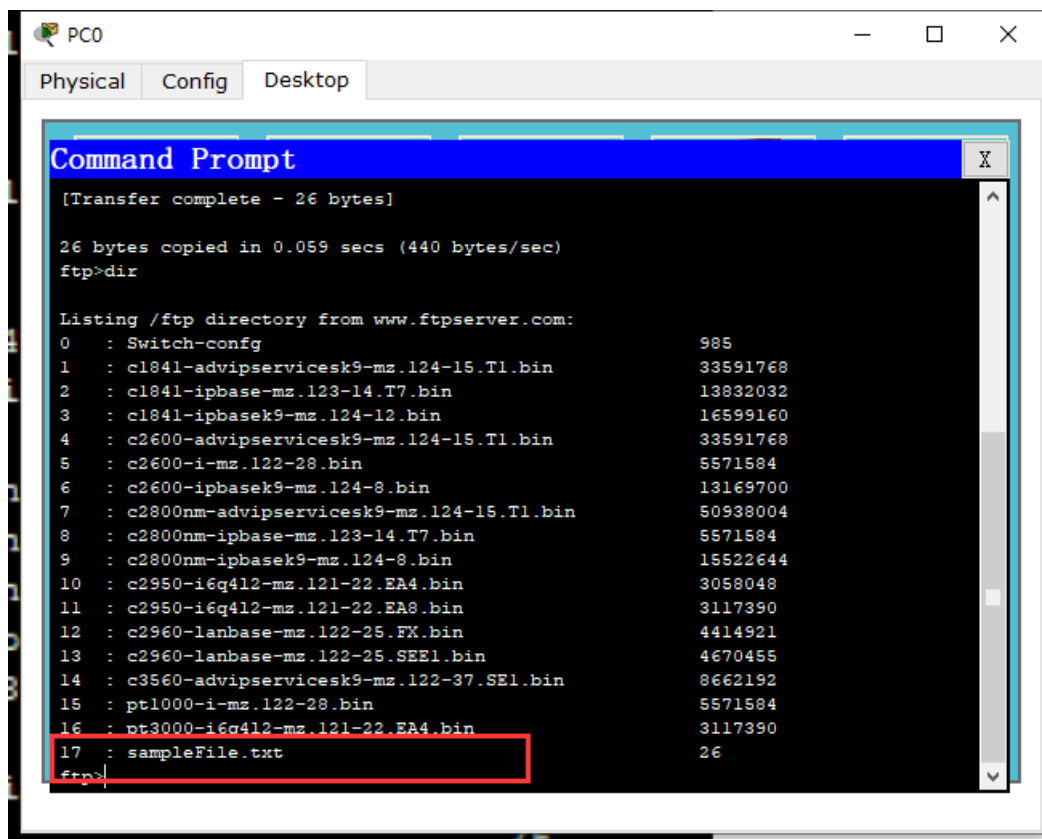 PC0
Physical Config Desktop
Command Prompt X
[Transfer complete - 26 bytes]
26 bytes copied in 0.059 secs (440 bytes/sec)
ftp>dir
Listing /ftp directory from www.ftpserver.com:
0 : Switch-confg 985
1 : c1841-advipservicesk9-mz.124-15.T1.bin 33591768
2 : c1841-ipbase-mz.123-14.T7.bin 13832032
3 : c1841-ipbasek9-mz.124-12.bin 16599160
4 : c2600-advipservicesk9-mz.124-15.T1.bin 33591768
5 : c2600-i-mz.122-28.bin 5571584
6 : c2600-ipbasek9-mz.124-8.bin 13169700
7 : c2800nm-advipservicesk9-mz.124-15.T1.bin 50938004
8 : c2800nm-ipbase-mz.123-14.T7.bin 5571584
9 : c2800nm-ipbasek9-mz.124-8.bin 15522644
10 : c2950-i6q4l2-mz.121-22.EA4.bin 3058048
11 : c2950-i6q4l2-mz.121-22.EA8.bin 3117390
12 : c2960-lanbase-mz.122-25.FX.bin 4414921
13 : c2960-lanbase-mz.122-25.SEE1.bin 4670455
14 : c3560-advipservicesk9-mz.122-37.SE1.bin 8662192
15 : pt1000-i-mz.122-28.bin 5571584
16 : pt3000-i6q4l2-mz.121-22.EA4.bin 3117390
17 : sampleFile.txt 26
ftp>